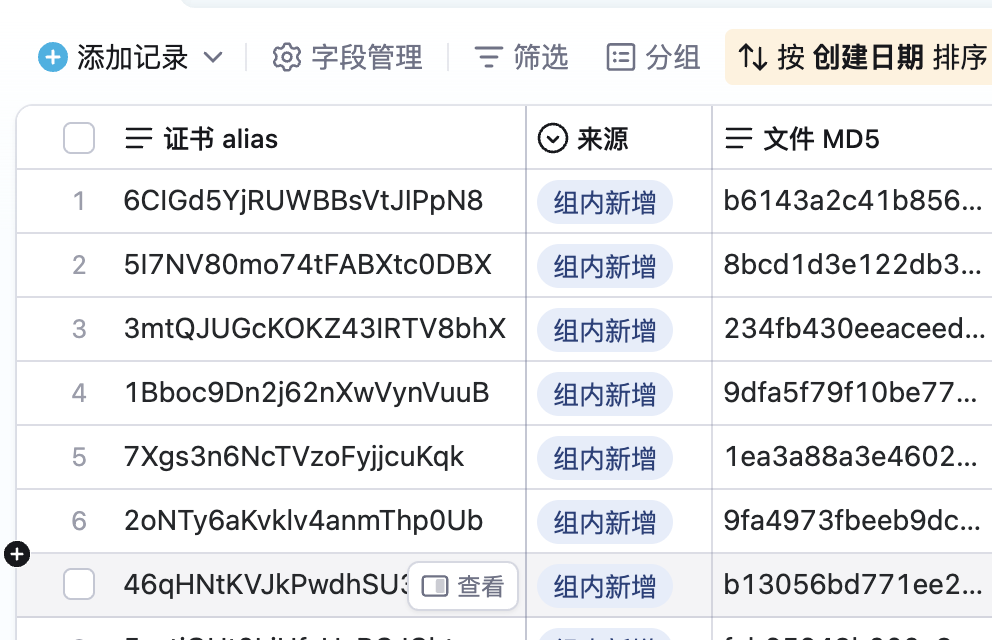 添加记录 字段管理 筛选 分组 按 创建日期 排序
证书 alias 来源 文件 MD5
1 6CIGd5YjRUWBBsVtJIPpN8 组内新增 b6143a2c41b856...
2 5I7NV80mo74tFABXtc0DBX 组内新增 8bcd1d3e122db3...
3 3mtQJUGcKOKZ43IRTV8bhX 组内新增 234fb430eeaceed...
4 1Bboc9Dn2j62nXwVynVuuB 组内新增 9dfa5f79f10be77...
5 7Xgs3n6NcTVzoFyjjcuKqk 组内新增 1ea3a88a3e4602...
6 2oNTy6aKvklv4anmThp0Ub 组内新增 9fa4973fbeeb9dc...
46qHNtKVJkPwdhSU 查看 组内新增 b13056bd771ee2...